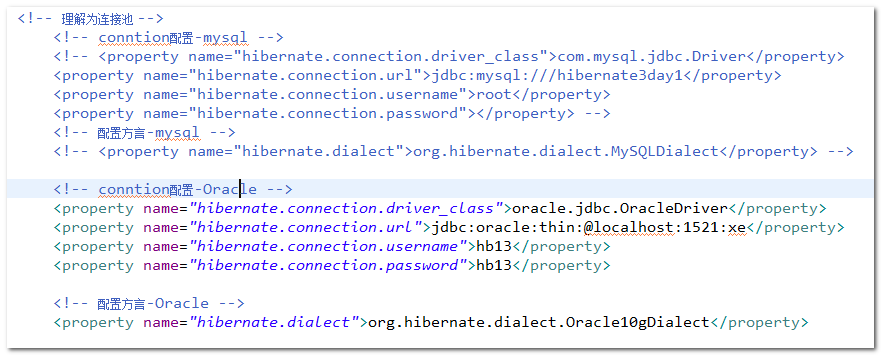 <!-- 理解为连接池 -->
<!-- conntion配置-mysql -->
<!-- <property name="hibernate.connection.driver_class">com.mysql.jdbc.Driver</property>
<property name="hibernate.connection.url">jdbc:mysql:///hibernate3day1</property>
<property name="hibernate.connection.username">root</property>
<property name="hibernate.connection.password"></property> -->
<!-- 配置方言-mysql -->
<!-- <property name="hibernate.dialect">org.hibernate.dialect.MySQLDialect</property> -->
<!-- conntion配置-Oracle -->
<property name="hibernate.connection.driver_class">oracle.jdbc.OracleDriver</property>
<property name="hibernate.connection.url">jdbc:oracle:thin:@localhost:1521:xe</property>
<property name="hibernate.connection.username">hb13</property>
<property name="hibernate.connection.password">hb13</property>
<!-- 配置方言-Oracle -->
<property name="hibernate.dialect">org.hibernate.dialect.Oracle10gDialect</property>